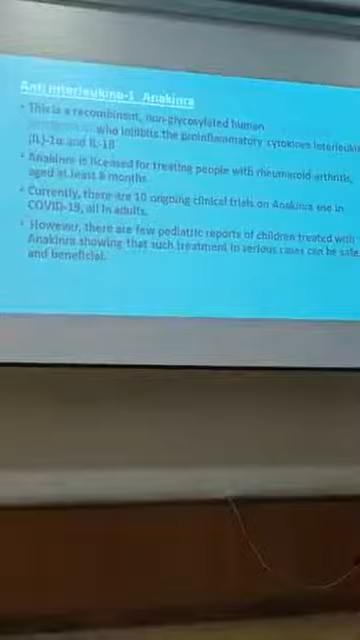 Anti Interleukino-1 Anakinra
• This is a recombinant, non-glycosylated human
who inhibits the proinflammatory cytokines interleukin
(IL)-1α and IL-1β
• Anakinra is licensed for treating people with rheumatoid arthritis,
aged at least 8 months.
• Currently, there are 10 ongoing clinical trials on Anakinra use in
COVID-19, all in adults.
• However, there are few pediatric reports of children treated with
Anakinra showing that such treatment in serious cases can be safe
and beneficial.